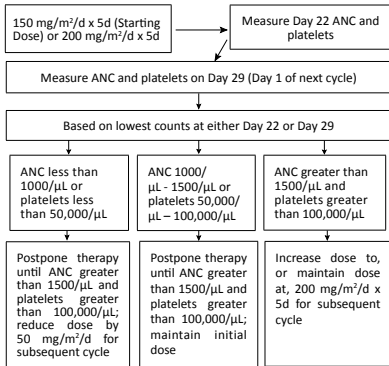 150 mg/m²/d x 5d (Starting
Dose) or 200 mg/m²/d x 5d
Measure Day 22 ANC
and platelets
Measure ANC and platelets on Day 29 (Day 1 of next cycle)
Based on lowest counts at either Day 22 or Day 29
ANC less than
1000/µL or
platelets less
than 50,000/µL
ANC 1000/
µL - 1500/µL or
platelets 50,000/
µL – 100,000/µL
ANC greater than
1500/µL and
platelets greater
than 100,000/µL
Postpone therapy
until ANC greater
than 1500/µL and
platelets greater
than 100,000/µL;
reduce dose by
50 mg/m²/d for
subsequent cycle
Postpone therapy
until ANC greater
than 1500/µL and
platelets greater
than 100,000/µL;
maintain initial
dose
Increase dose to,
or maintain dose
at, 200 mg/m²/d x
5d for subsequent
cycle